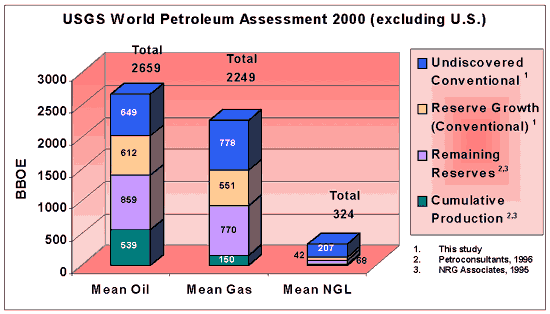 USGS World Petroleum Assessment 2000 (excluding U.S.)
Total
2659
Total
2249
Total
324
BBOE
3000
2500
2000
1500
1000
500
0
649
612
859
539
778
551
770
150
207
42
68
Mean Oil
Mean Gas
Mean NGL
Undiscovered
Conventional 1
Reserve Growth
(Conventional) 1
Remaining
Reserves 2,3
Cumulative
Production 2,3
1. This study
2. Petroconsultants, 1996
3. NRG Associates, 1995